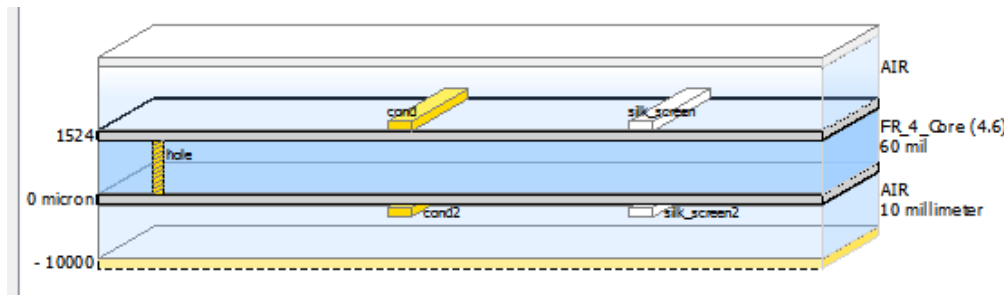 AIR
cond
silk_screen
1524
FR_4_Core (4.6)
60 mil
hole
0 micron
AIR
10 millimeter
cond2
silk_screen2
- 10000